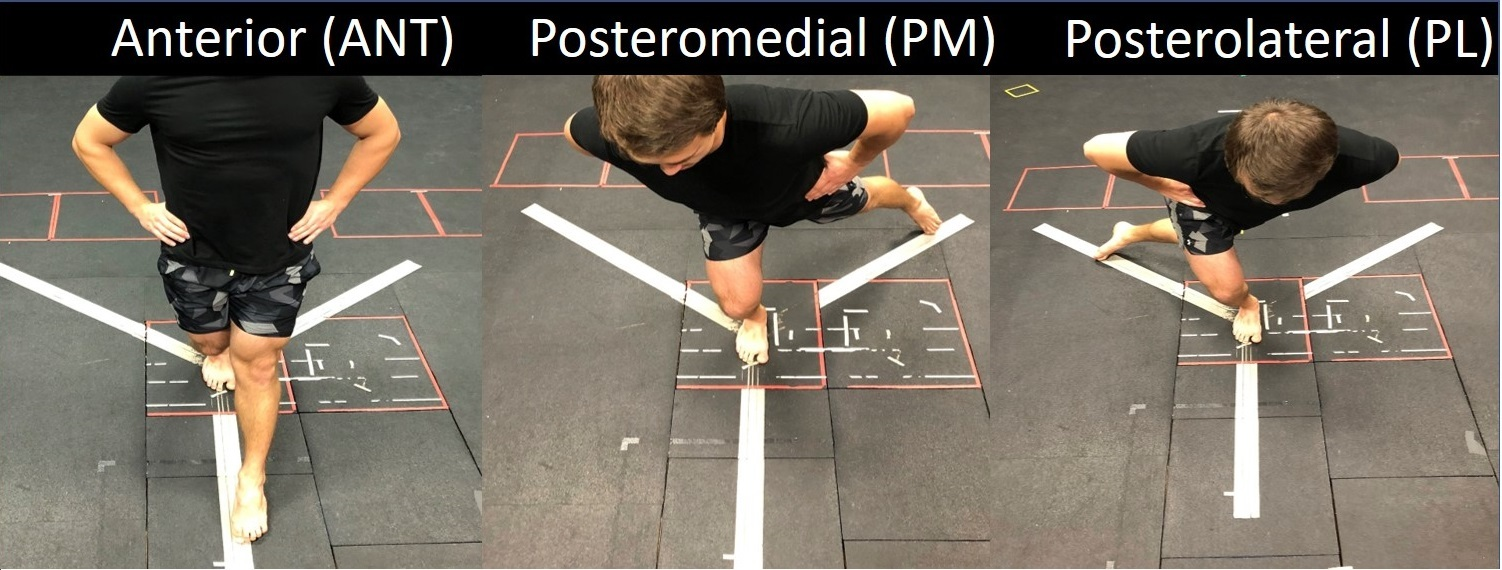 Anterior (ANT)
Posteromedial (PM)
Posterolateral (PL)